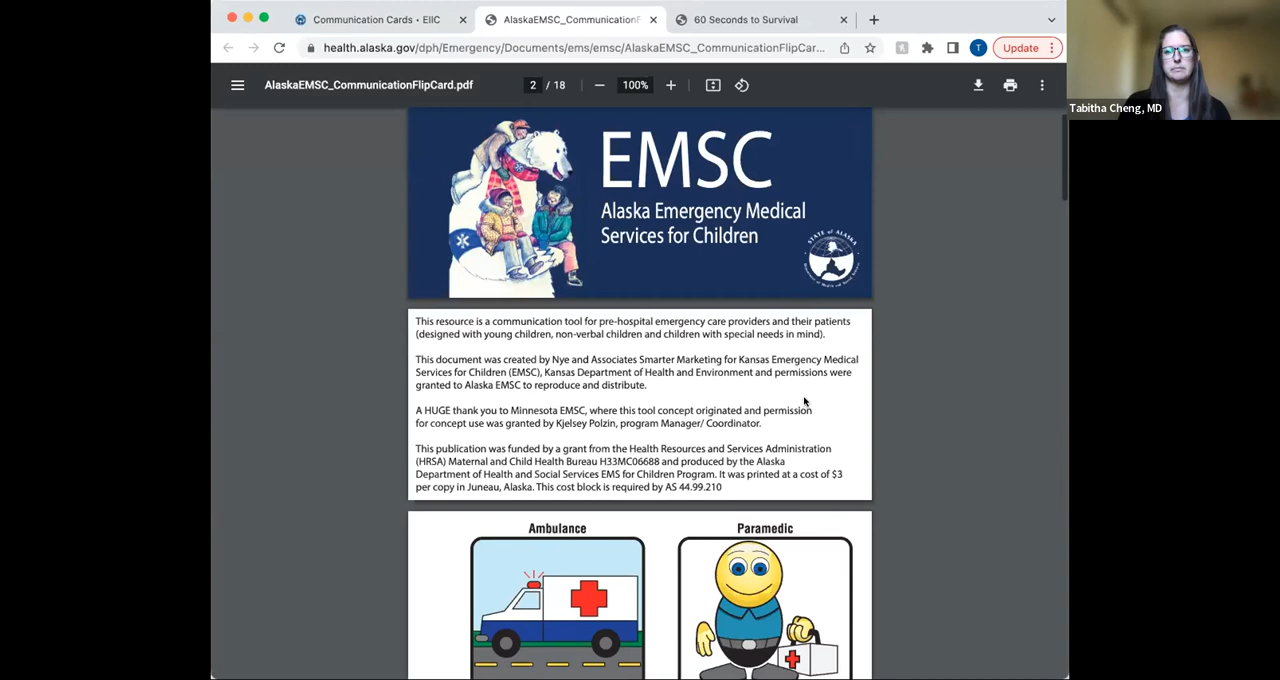 Communication Cards • EIIC
AlaskaEMSC_Communication
60 Seconds to Survival
health.alaska.gov/dph/Emergency/Documents/ems/emsc/AlaskaEMSC_CommunicationFlipCar...
T
Update
Tabitha Cheng, MD
AlaskaEMSC_CommunicationFlipCard.pdf
2 / 18
100%
EMSC
Alaska Emergency Medical
Services for Children
STATE of ALASKA
This resource is a communication tool for pre-hospital emergency care providers and their patients
(designed with young children, non-verbal children and children with special needs in mind).
This document was created by Nye and Associates Smarter Marketing for Kansas Emergency Medical
Services for Children (EMSC), Kansas Department of Health and Environment and permissions were
granted to Alaska EMSC to reproduce and distribute.
A HUGE thank you to Minnesota EMSC, where this tool concept originated and permission
for concept use was granted by Kjelsey Polzin, program Manager/ Coordinator.
This publication was funded by a grant from the Health Resources and Services Administration
(HRSA) Maternal and Child Health Bureau H33MC06688 and produced by the Alaska
Department of Health and Social Services EMS for Children Program. It was printed at a cost of $3
per copy in Juneau, Alaska. This cost block is required by AS 44.99.210
Ambulance
Paramedic